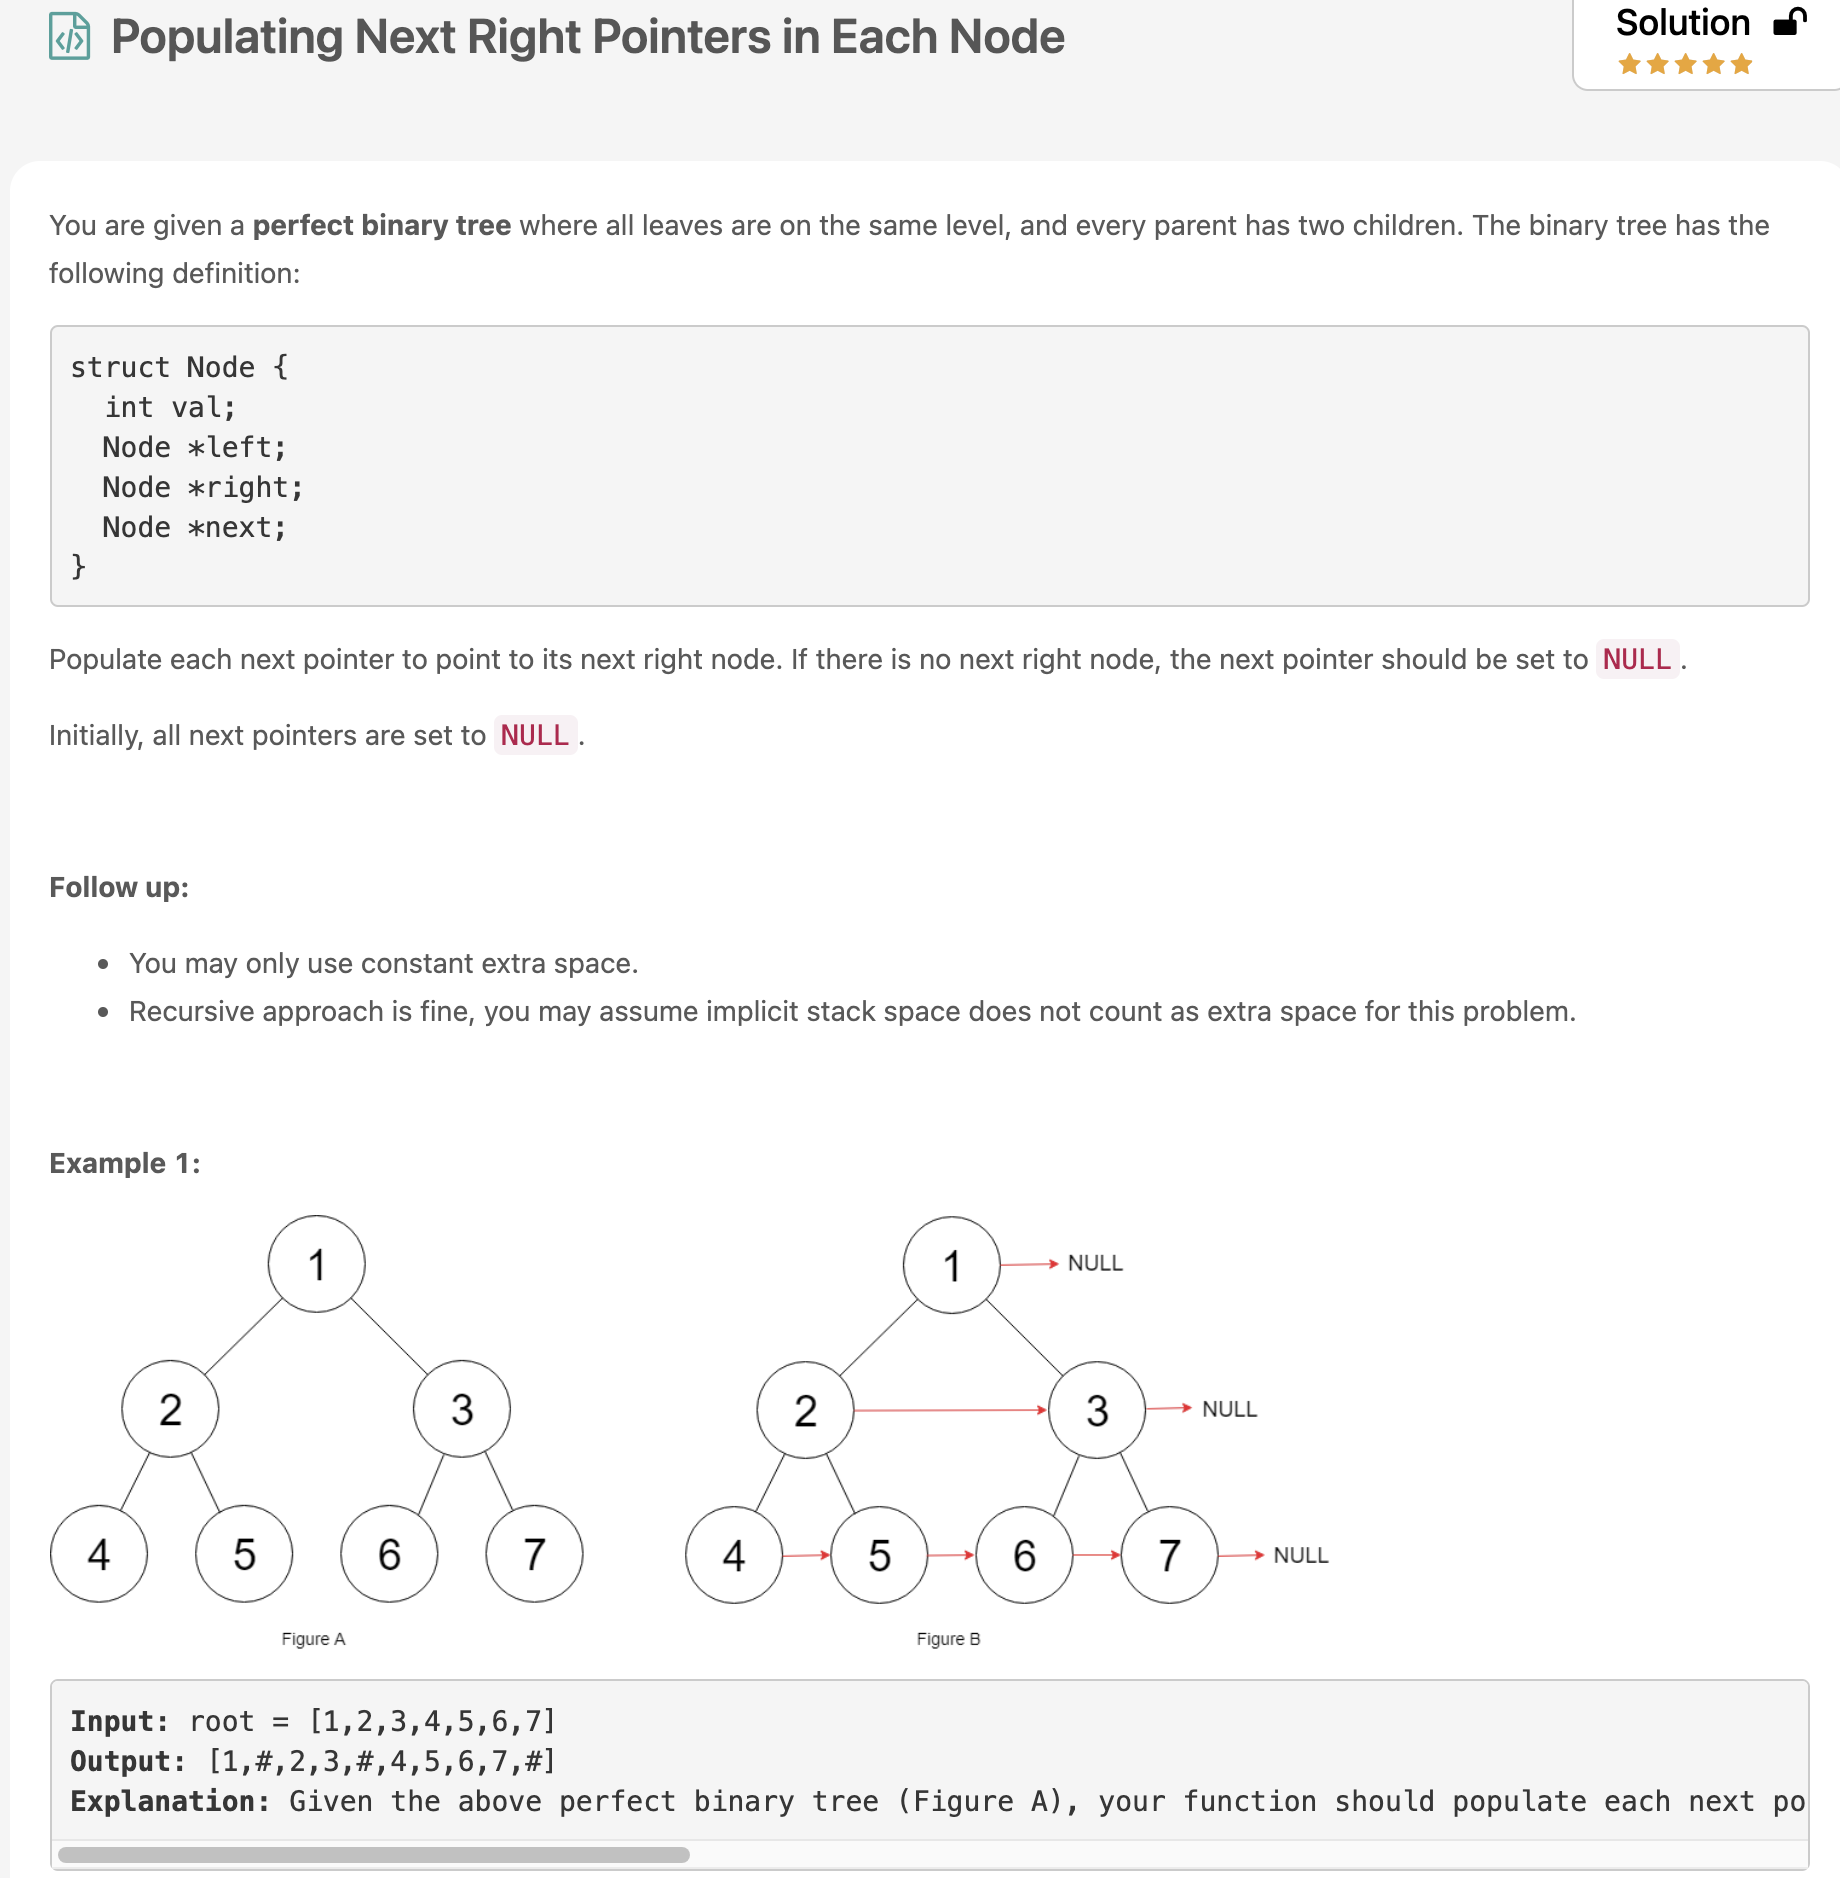 Populating Next Right Pointers in Each Node
Solution
You are given a perfect binary tree where all leaves are on the same level, and every parent has two children. The binary tree has the
following definition:
struct Node {
  int val;
  Node *left;
  Node *right;
  Node *next;
}
Populate each next pointer to point to its next right node. If there is no next right node, the next pointer should be set to NULL.
Initially, all next pointers are set to NULL.
Follow up:
• You may only use constant extra space.
• Recursive approach is fine, you may assume implicit stack space does not count as extra space for this problem.
Example 1:
1
2 3
4 5 6 7
Figure A
1 NULL
2 3 NULL
4 5 6 7 NULL
Figure B
Input: root = [1,2,3,4,5,6,7]
Output: [1,#,2,3,#,4,5,6,7,#]
Explanation: Given the above perfect binary tree (Figure A), your function should populate each next po